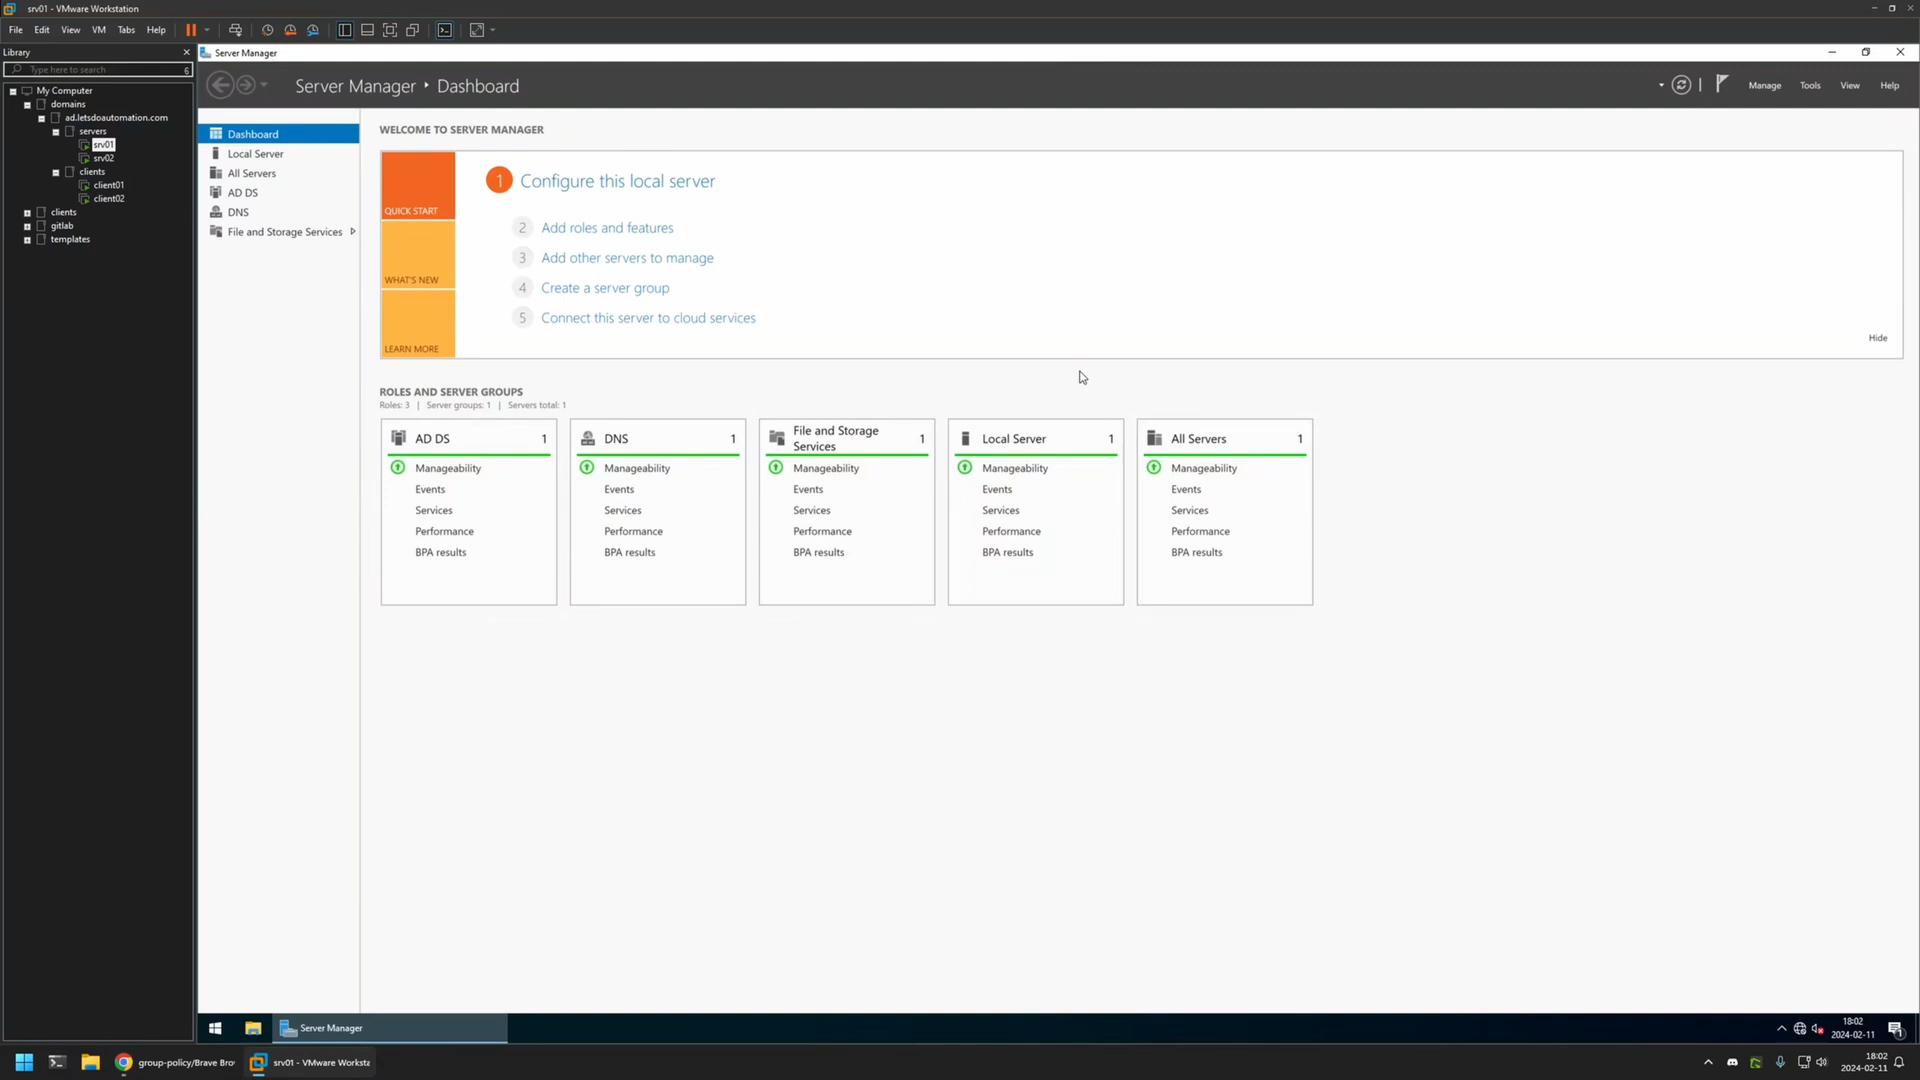 srv01 - VMware Workstation
File Edit View VM Tabs Help
Library
Type here to search
My Computer
domains
ad.letsdoautomation.com
servers
srv01
srv02
clients
client01
client02
clients
gitlab
templates
Server Manager
Server Manager Dashboard
Manage Tools View Help
Dashboard
Local Server
All Servers
AD DS
DNS
File and Storage Services
WELCOME TO SERVER MANAGER
QUICK START
WHAT'S NEW
LEARN MORE
1 Configure this local server
2 Add roles and features
3 Add other servers to manage
4 Create a server group
5 Connect this server to cloud services
Hide
ROLES AND SERVER GROUPS
Roles: 3 | Server groups: 1 | Servers total: 1
AD DS 1
Manageability
Events
Services
Performance
BPA results
DNS 1
Manageability
Events
Services
Performance
BPA results
File and Storage
Services 1
Manageability
Events
Services
Performance
BPA results
Local Server 1
Manageability
Events
Services
Performance
BPA results
All Servers 1
Manageability
Events
Services
Performance
BPA results
Server Manager
18:02
2024-02-11
group-policy/Brave Bro
srv01 - VMware Worksta
18:02
2024-02-11